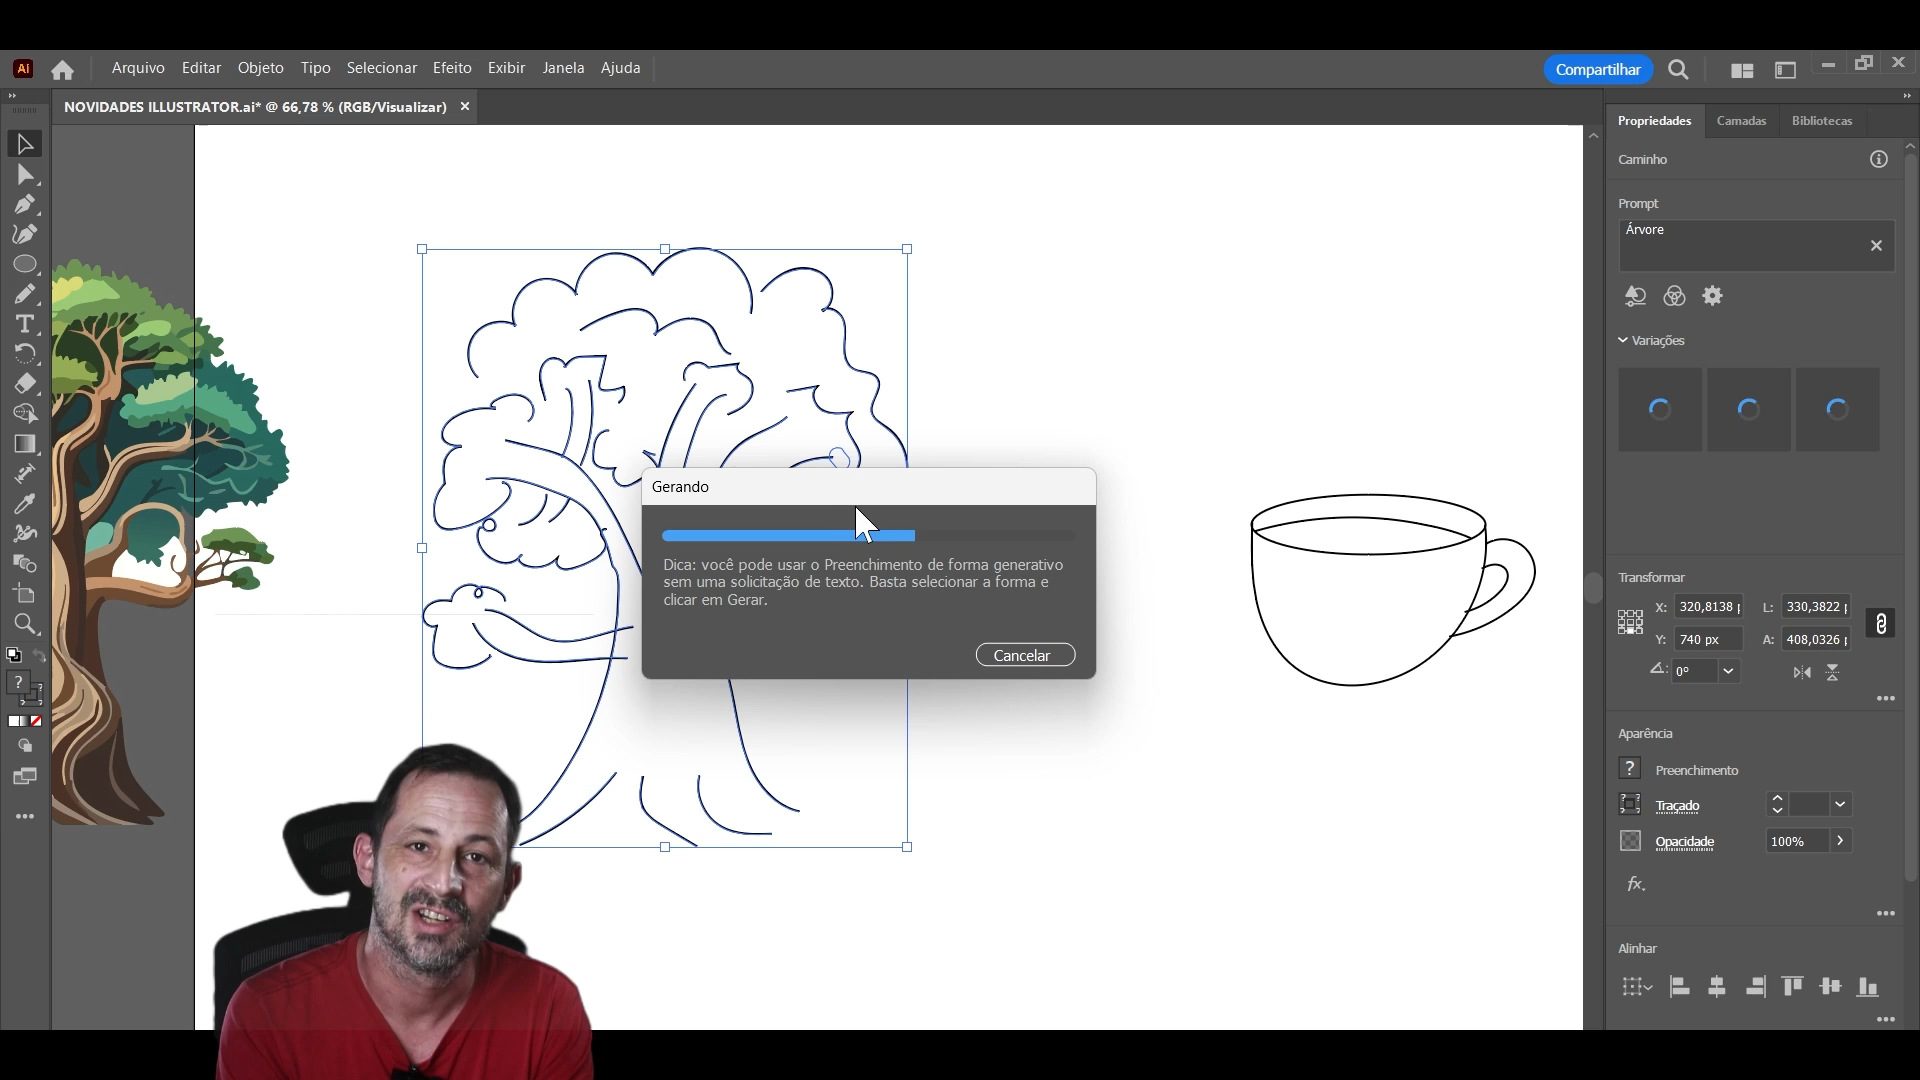 Ai
Arquivo Editar Objeto Tipo Selecionar Efeito Exibir Janela Ajuda
Compartilhar
NOVIDADES ILLUSTRATOR.ai* @ 66,78 % (RGB/Visualizar) ×
Propriedades Camadas Bibliotecas
Caminho
Prompt
Árvore
Variações
Gerando
Dica: você pode usar o Preenchimento de forma generativo
sem uma solicitação de texto. Basta selecionar a forma e
clicar em Gerar.
Cancelar
Transformar
X: 320,8138 L: 330,3822
Y: 740 px A: 408,0326
0°
Aparência
? Preenchimento
Traçado
Opacidade 100%
fx.
Alinhar